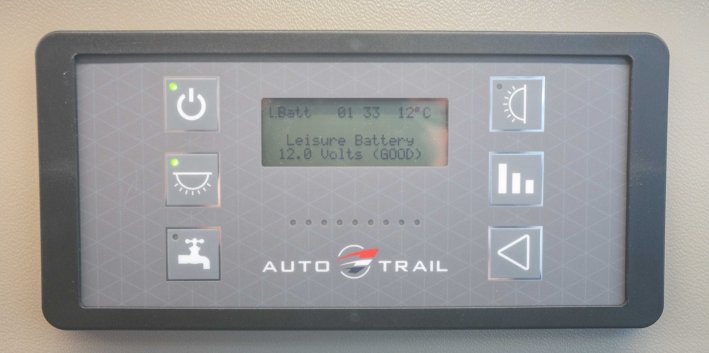 L.Batt 01 33 12°C
Leisure Battery
12.0 Volts (GOOD)
AUTO TRAIL